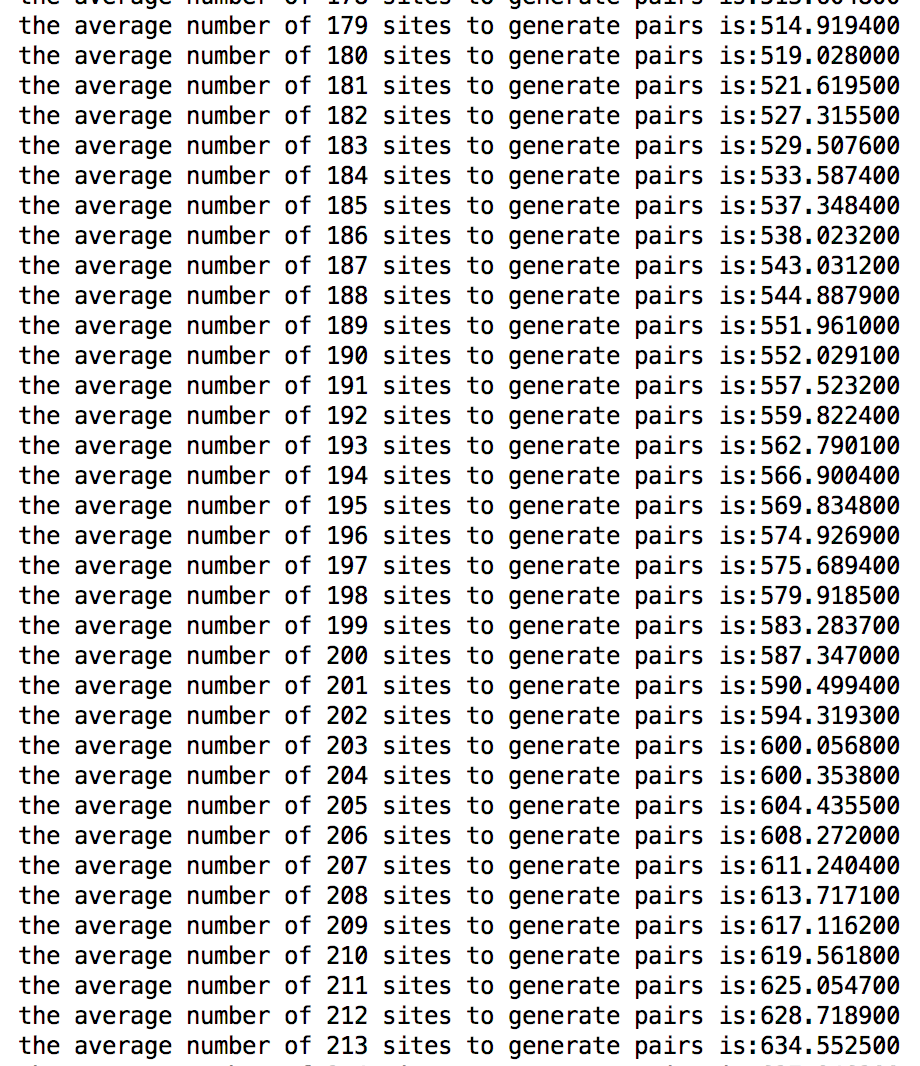 the average number of 179 sites to generate pairs is:514.919400
the average number of 180 sites to generate pairs is:519.028000
the average number of 181 sites to generate pairs is:521.619500
the average number of 182 sites to generate pairs is:527.315500
the average number of 183 sites to generate pairs is:529.507600
the average number of 184 sites to generate pairs is:533.587400
the average number of 185 sites to generate pairs is:537.348400
the average number of 186 sites to generate pairs is:538.023200
the average number of 187 sites to generate pairs is:543.031200
the average number of 188 sites to generate pairs is:544.887900
the average number of 189 sites to generate pairs is:551.961000
the average number of 190 sites to generate pairs is:552.029100
the average number of 191 sites to generate pairs is:557.523200
the average number of 192 sites to generate pairs is:559.822400
the average number of 193 sites to generate pairs is:562.790100
the average number of 194 sites to generate pairs is:566.900400
the average number of 195 sites to generate pairs is:569.834800
the average number of 196 sites to generate pairs is:574.926900
the average number of 197 sites to generate pairs is:575.689400
the average number of 198 sites to generate pairs is:579.918500
the average number of 199 sites to generate pairs is:583.283700
the average number of 200 sites to generate pairs is:587.347000
the average number of 201 sites to generate pairs is:590.499400
the average number of 202 sites to generate pairs is:594.319300
the average number of 203 sites to generate pairs is:600.056800
the average number of 204 sites to generate pairs is:600.353800
the average number of 205 sites to generate pairs is:604.435500
the average number of 206 sites to generate pairs is:608.272000
the average number of 207 sites to generate pairs is:611.240400
the average number of 208 sites to generate pairs is:613.717100
the average number of 209 sites to generate pairs is:617.116200
the average number of 210 sites to generate pairs is:619.561800
the average number of 211 sites to generate pairs is:625.054700
the average number of 212 sites to generate pairs is:628.718900
the average number of 213 sites to generate pairs is:634.552500